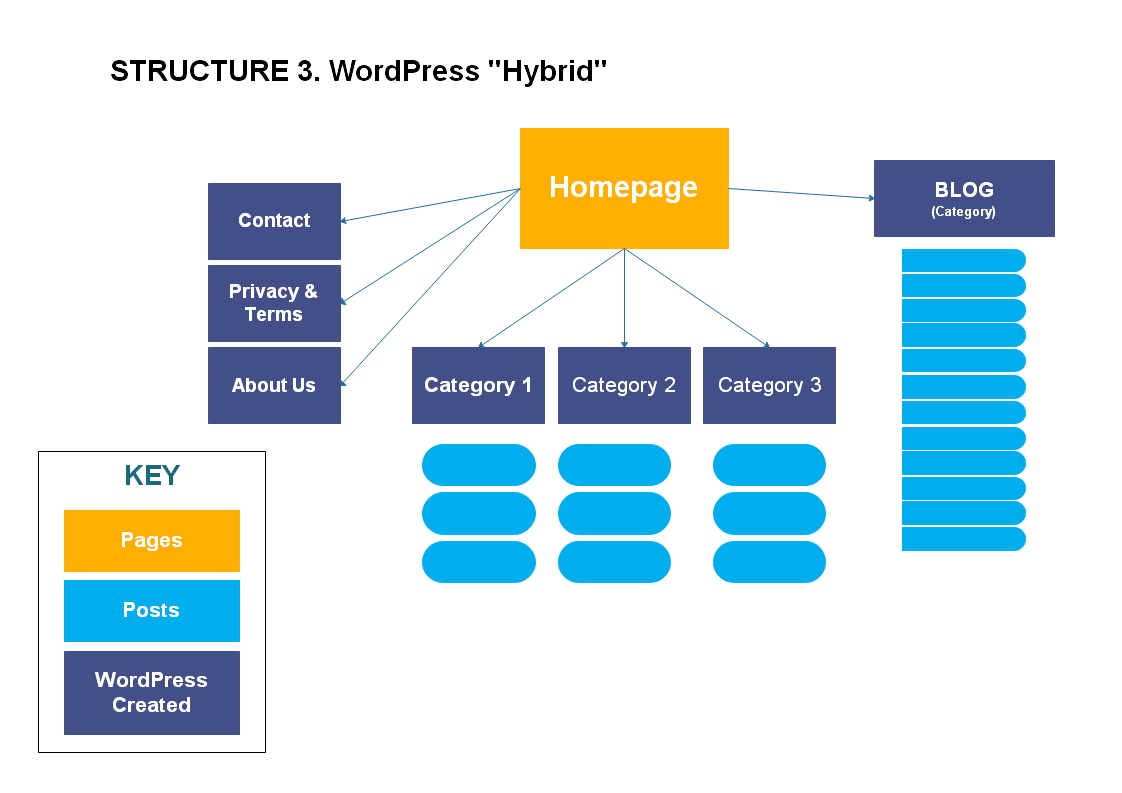 STRUCTURE 3. WordPress "Hybrid"
Homepage
BLOG
(Category)
Contact
Privacy &
Terms
About Us
Category 1
Category 2
Category 3
KEY
Pages
Posts
WordPress
Created